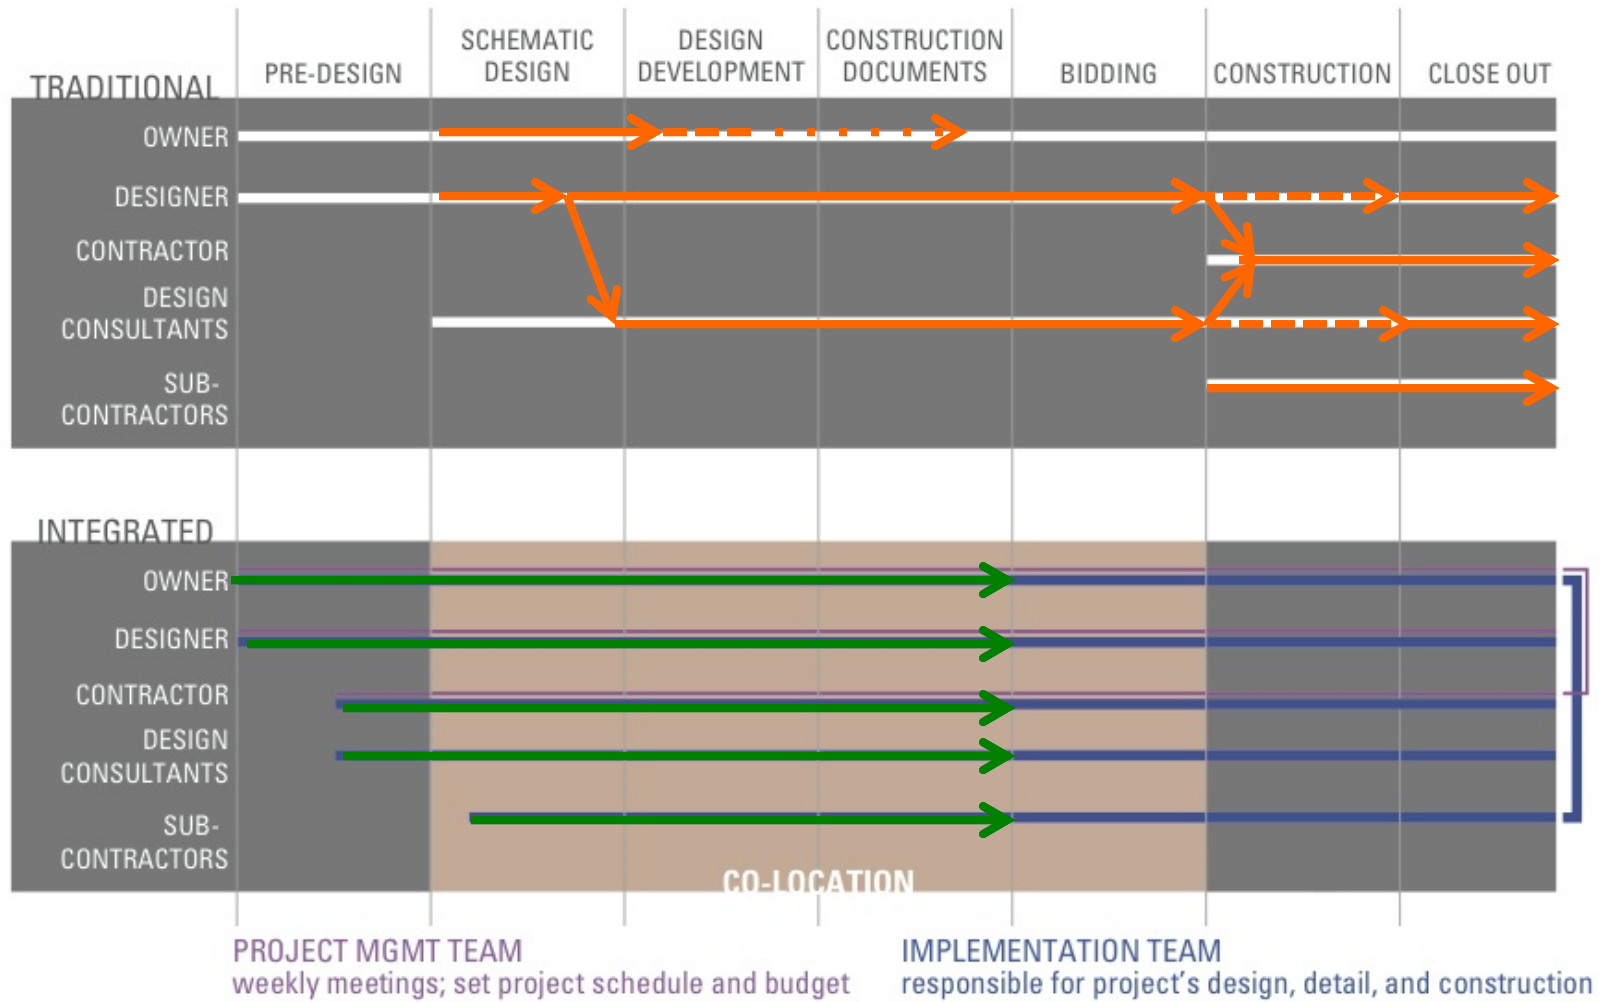 TRADITIONAL
PRE-DESIGN
SCHEMATIC
DESIGN
DESIGN
DEVELOPMENT
CONSTRUCTION
DOCUMENTS
BIDDING
CONSTRUCTION
CLOSE OUT
OWNER
DESIGNER
CONTRACTOR
DESIGN
CONSULTANTS
SUB-
CONTRACTORS
INTEGRATED
OWNER
DESIGNER
CONTRACTOR
DESIGN
CONSULTANTS
SUB-
CONTRACTORS
CO-LOCATION
PROJECT MGMT TEAM
weekly meetings; set project schedule and budget
IMPLEMENTATION TEAM
responsible for project's design, detail, and construction